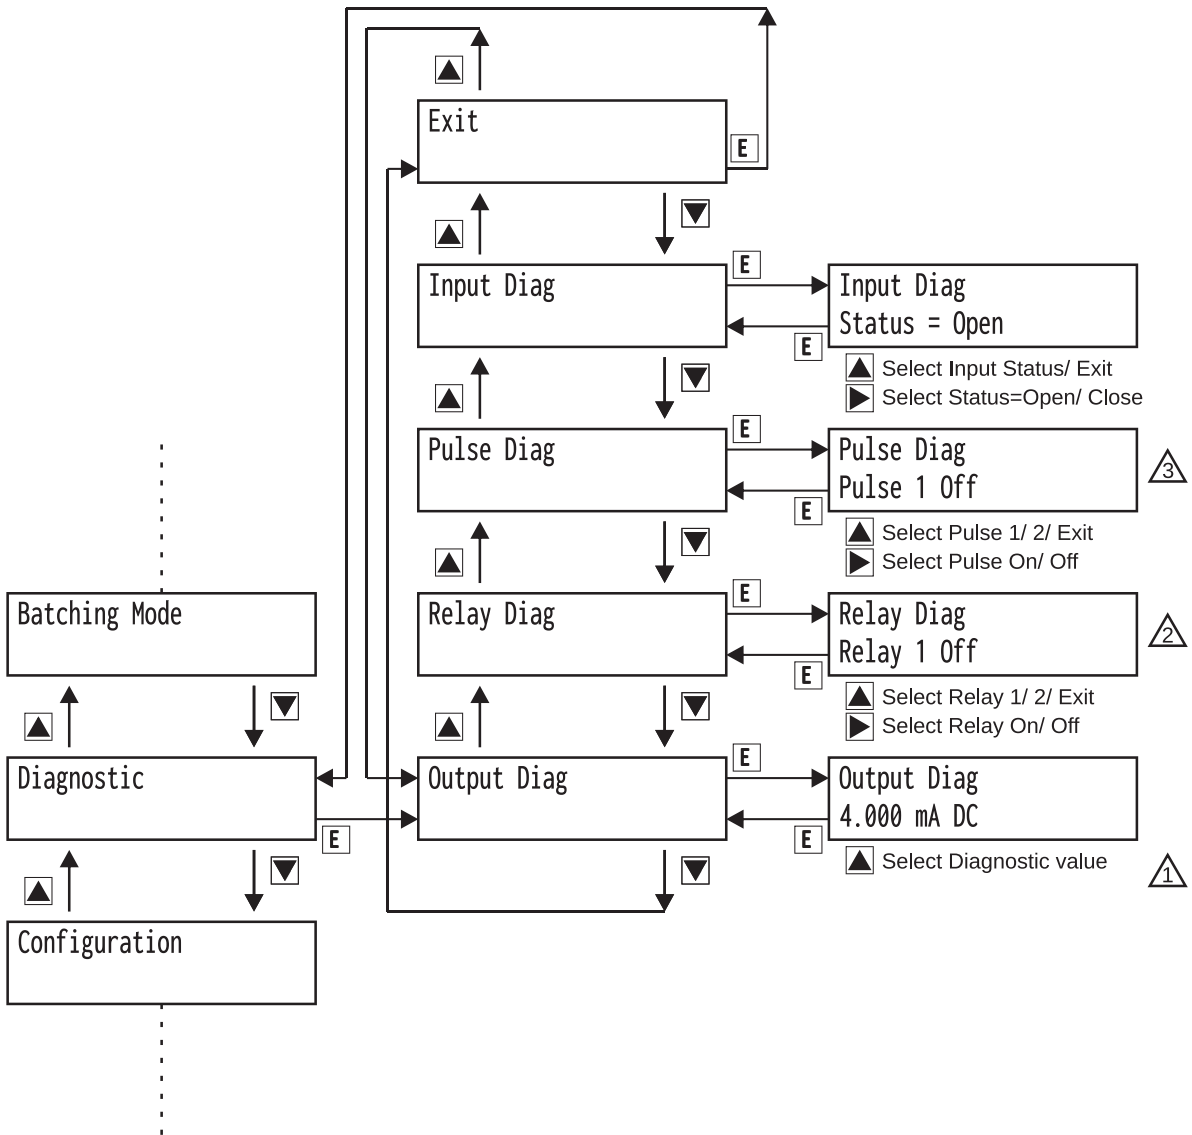 Exit
E
E
Input Diag
Input Diag
Status = Open
E
Select Input Status/ Exit
Select Status=Open/ Close
E
Pulse Diag
Pulse Diag
Pulse 1 Off
3
E
Select Pulse 1/ 2/ Exit
Select Pulse On/ Off
E
Batching Mode
Relay Diag
Relay Diag
Relay 1 Off
2
E
Select Relay 1/ 2/ Exit
Select Relay On/ Off
E
Diagnostic
Output Diag
Output Diag
4.000 mA DC
E
E
Select Diagnostic value
1
Configuration